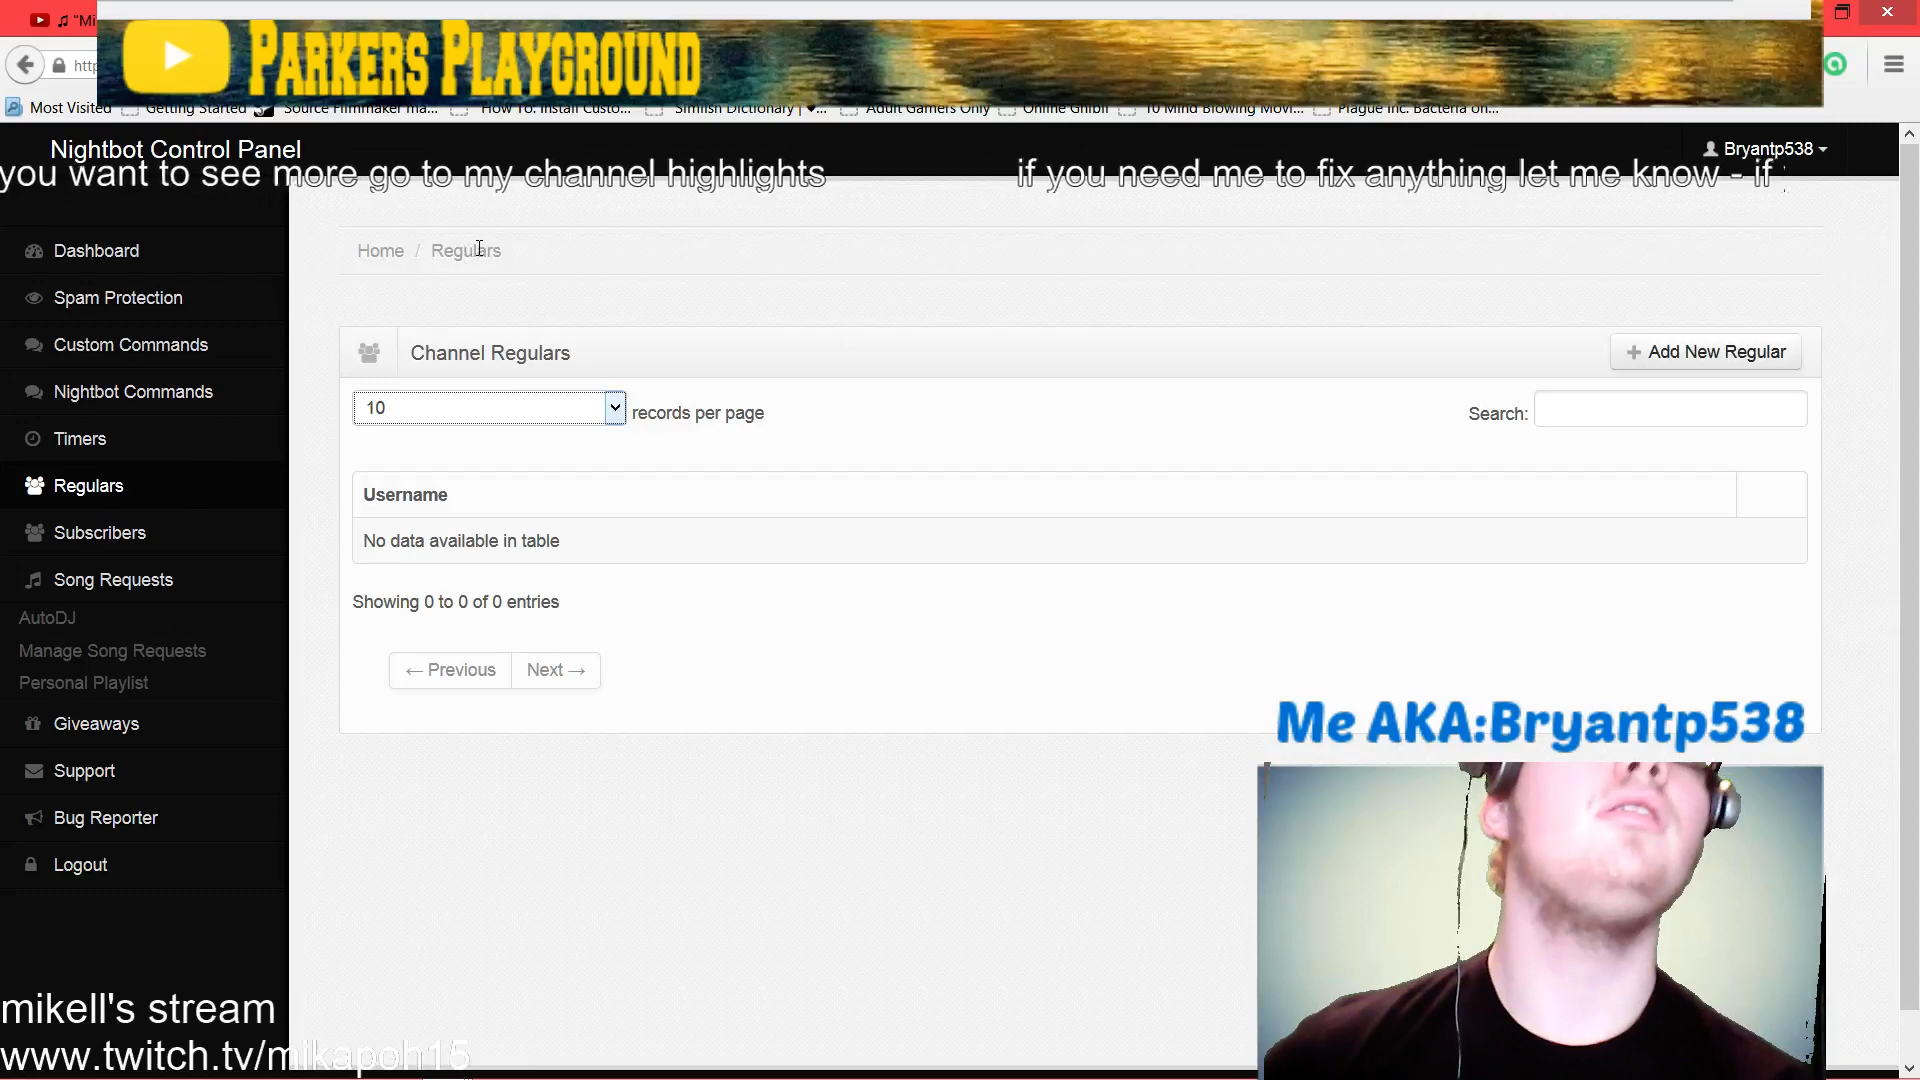 ♫ "Mi
PARKERS PLAYGROUND
http
Most Visited
Getting Started
Source Filmmaker ma...
How To: Install Custo...
Simlish Dictionary | ♥...
Adult Gamers Only
Online Ghibli
10 Mind Blowing Movi...
Plague Inc. Bacteria on...
Nightbot Control Panel
Bryantp538
you want to see more go to my channel highlights
if you need me to fix anything let me know - if
Dashboard
Spam Protection
Custom Commands
Nightbot Commands
Timers
Regulars
Subscribers
Song Requests
AutoDJ
Manage Song Requests
Personal Playlist
Giveaways
Support
Bug Reporter
Logout
Home / Regulars
Channel Regulars
Add New Regular
10 records per page
Search:
Username
No data available in table
Showing 0 to 0 of 0 entries
← Previous
Next →
Me AKA:Bryantp538
mikell's stream
www.twitch.tv/mikapoh15